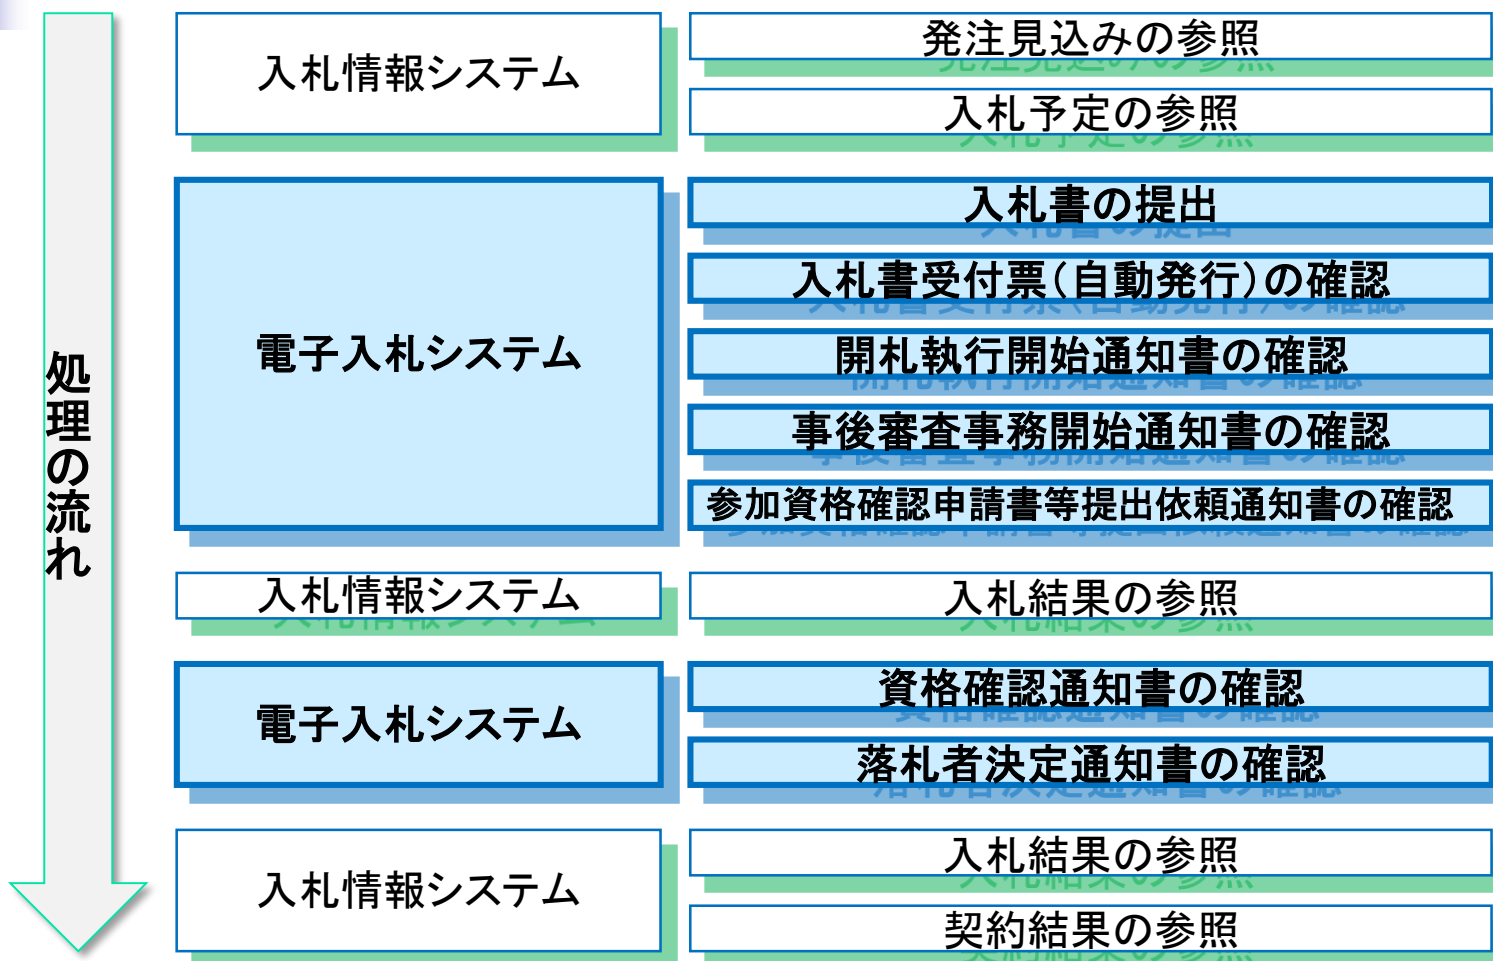 処理の流れ
入札情報システム
発注見込みの参照
入札予定の参照
電子入札システム
入札書の提出
入札書受付票（自動発行）の確認
開札執行開始通知書の確認
事後審査事務開始通知書の確認
参加資格確認申請書等提出依頼通知書の確認
入札情報システム
入札結果の参照
電子入札システム
資格確認通知書の確認
落札者決定通知書の確認
入札情報システム
入札結果の参照
契約結果の参照